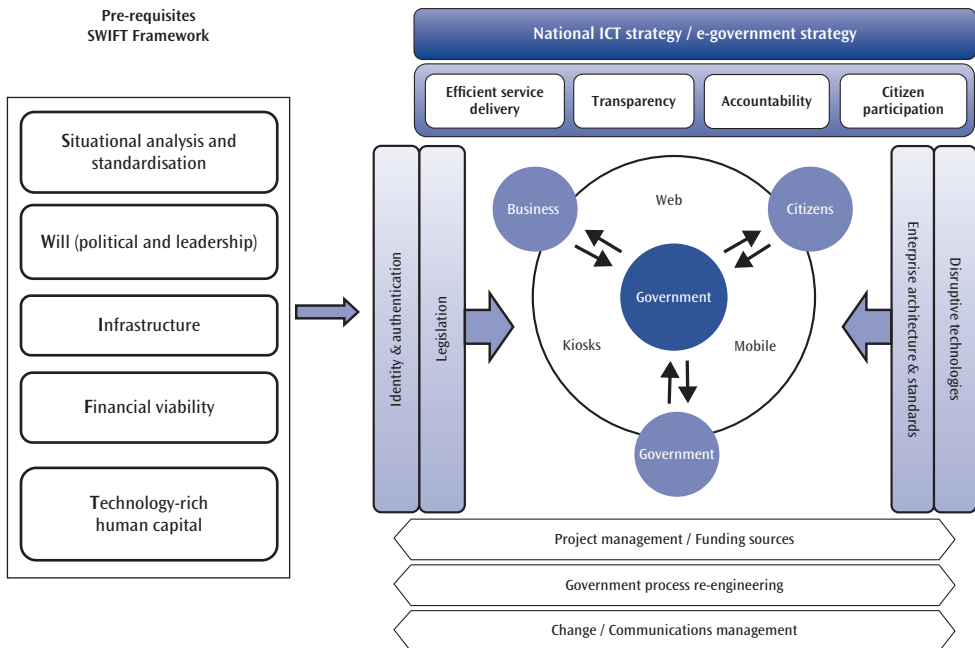 Pre-requisites
SWIFT Framework
Situational analysis and
standardisation
Will (political and leadership)
Infrastructure
Financial viability
Technology-rich
human capital
National ICT strategy / e-government strategy
Efficient service
delivery
Transparency
Accountability
Citizen
participation
Identity & authentication
Legislation
Business
Web
Citizens
Government
Kiosks
Mobile
Government
Enterprise architecture & standards
Disruptive technologies
Project management / Funding sources
Government process re-engineering
Change / Communications management